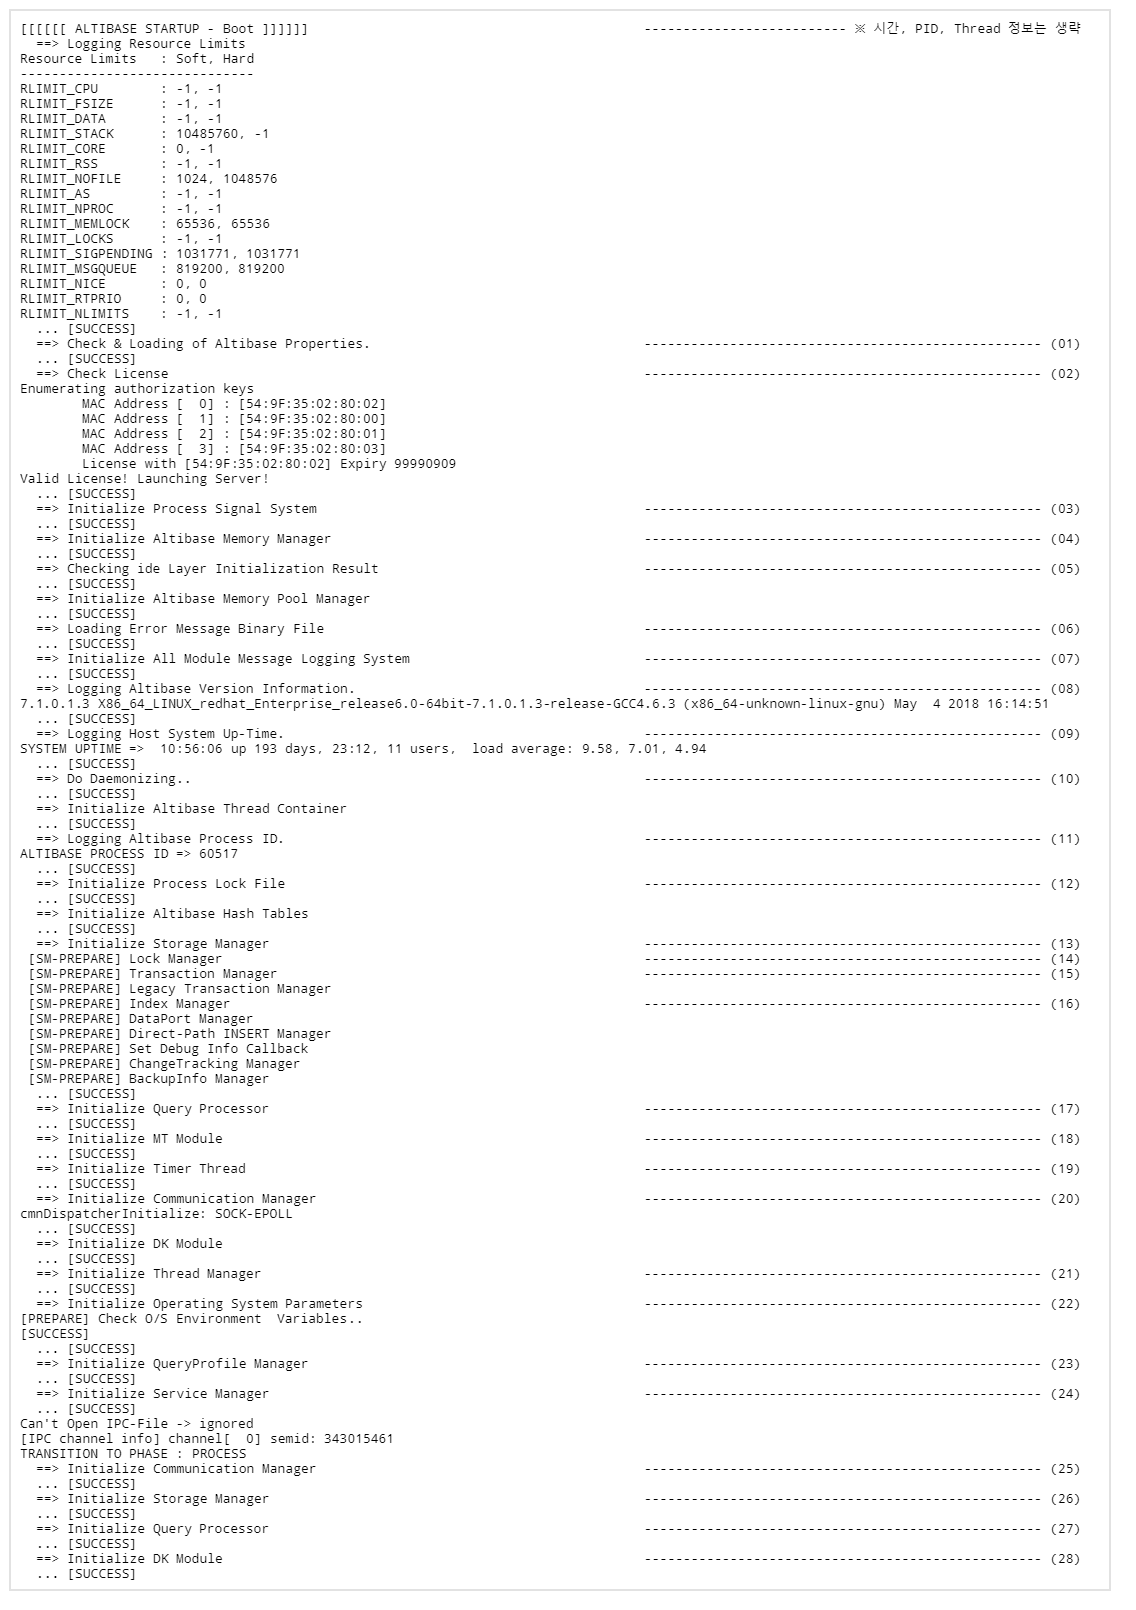 [[[[[[ ALTIBASE STARTUP - Boot ]]]]]] -------------------------- ※ 시간, PID, Thread 정보는 생략
==> Logging Resource Limits
Resource Limits : Soft, Hard
------------------------------
RLIMIT_CPU : -1, -1
RLIMIT_FSIZE : -1, -1
RLIMIT_DATA : -1, -1
RLIMIT_STACK : 10485760, -1
RLIMIT_CORE : 0, -1
RLIMIT_RSS : -1, -1
RLIMIT_NOFILE : 1024, 1048576
RLIMIT_AS : -1, -1
RLIMIT_NPROC : -1, -1
RLIMIT_MEMLOCK : 65536, 65536
RLIMIT_LOCKS : -1, -1
RLIMIT_SIGPENDING : 1031771, 1031771
RLIMIT_MSGQUEUE : 819200, 819200
RLIMIT_NICE : 0, 0
RLIMIT_RTPRIO : 0, 0
RLIMIT_NLIMITS : -1, -1
... [SUCCESS]
==> Check & Loading of Altibase Properties. --------------------------------------------------- (01)
... [SUCCESS]
==> Check License --------------------------------------------------- (02)
Enumerating authorization keys
MAC Address [  0] : [54:9F:35:02:80:02]
MAC Address [  1] : [54:9F:35:02:80:00]
MAC Address [  2] : [54:9F:35:02:80:01]
MAC Address [  3] : [54:9F:35:02:80:03]
License with [54:9F:35:02:80:02] Expiry 99990909
Valid License! Launching Server!
... [SUCCESS]
==> Initialize Process Signal System --------------------------------------------------- (03)
... [SUCCESS]
==> Initialize Altibase Memory Manager --------------------------------------------------- (04)
... [SUCCESS]
==> Checking ide Layer Initialization Result --------------------------------------------------- (05)
... [SUCCESS]
==> Initialize Altibase Memory Pool Manager
... [SUCCESS]
==> Loading Error Message Binary File --------------------------------------------------- (06)
... [SUCCESS]
==> Initialize All Module Message Logging System --------------------------------------------------- (07)
... [SUCCESS]
==> Logging Altibase Version Information. --------------------------------------------------- (08)
7.1.0.1.3 X86_64_LINUX_redhat_Enterprise_release6.0-64bit-7.1.0.1.3-release-GCC4.6.3 (x86_64-unknown-linux-gnu) May  4 2018 16:14:51
... [SUCCESS]
==> Logging Host System Up-Time. --------------------------------------------------- (09)
SYSTEM UPTIME =>  10:56:06 up 193 days, 23:12, 11 users,  load average: 9.58, 7.01, 4.94
... [SUCCESS]
==> Do Daemonizing.. --------------------------------------------------- (10)
... [SUCCESS]
==> Initialize Altibase Thread Container
... [SUCCESS]
==> Logging Altibase Process ID. --------------------------------------------------- (11)
ALTIBASE PROCESS ID => 60517
... [SUCCESS]
==> Initialize Process Lock File --------------------------------------------------- (12)
... [SUCCESS]
==> Initialize Altibase Hash Tables
... [SUCCESS]
==> Initialize Storage Manager --------------------------------------------------- (13)
[SM-PREPARE] Lock Manager --------------------------------------------------- (14)
[SM-PREPARE] Transaction Manager --------------------------------------------------- (15)
[SM-PREPARE] Legacy Transaction Manager
[SM-PREPARE] Index Manager --------------------------------------------------- (16)
[SM-PREPARE] DataPort Manager
[SM-PREPARE] Direct-Path INSERT Manager
[SM-PREPARE] Set Debug Info Callback
[SM-PREPARE] ChangeTracking Manager
[SM-PREPARE] BackupInfo Manager
... [SUCCESS]
==> Initialize Query Processor --------------------------------------------------- (17)
... [SUCCESS]
==> Initialize MT Module --------------------------------------------------- (18)
... [SUCCESS]
==> Initialize Timer Thread --------------------------------------------------- (19)
... [SUCCESS]
==> Initialize Communication Manager --------------------------------------------------- (20)
cmnDispatcherInitialize: SOCK-EPOLL
... [SUCCESS]
==> Initialize DK Module
... [SUCCESS]
==> Initialize Thread Manager --------------------------------------------------- (21)
... [SUCCESS]
==> Initialize Operating System Parameters --------------------------------------------------- (22)
[PREPARE] Check O/S Environment  Variables..
[SUCCESS]
... [SUCCESS]
==> Initialize QueryProfile Manager --------------------------------------------------- (23)
... [SUCCESS]
==> Initialize Service Manager --------------------------------------------------- (24)
... [SUCCESS]
Can't Open IPC-File -> ignored
[IPC channel info] channel[  0] semid: 343015461
TRANSITION TO PHASE : PROCESS
==> Initialize Communication Manager --------------------------------------------------- (25)
... [SUCCESS]
==> Initialize Storage Manager --------------------------------------------------- (26)
... [SUCCESS]
==> Initialize Query Processor --------------------------------------------------- (27)
... [SUCCESS]
==> Initialize DK Module --------------------------------------------------- (28)
... [SUCCESS]